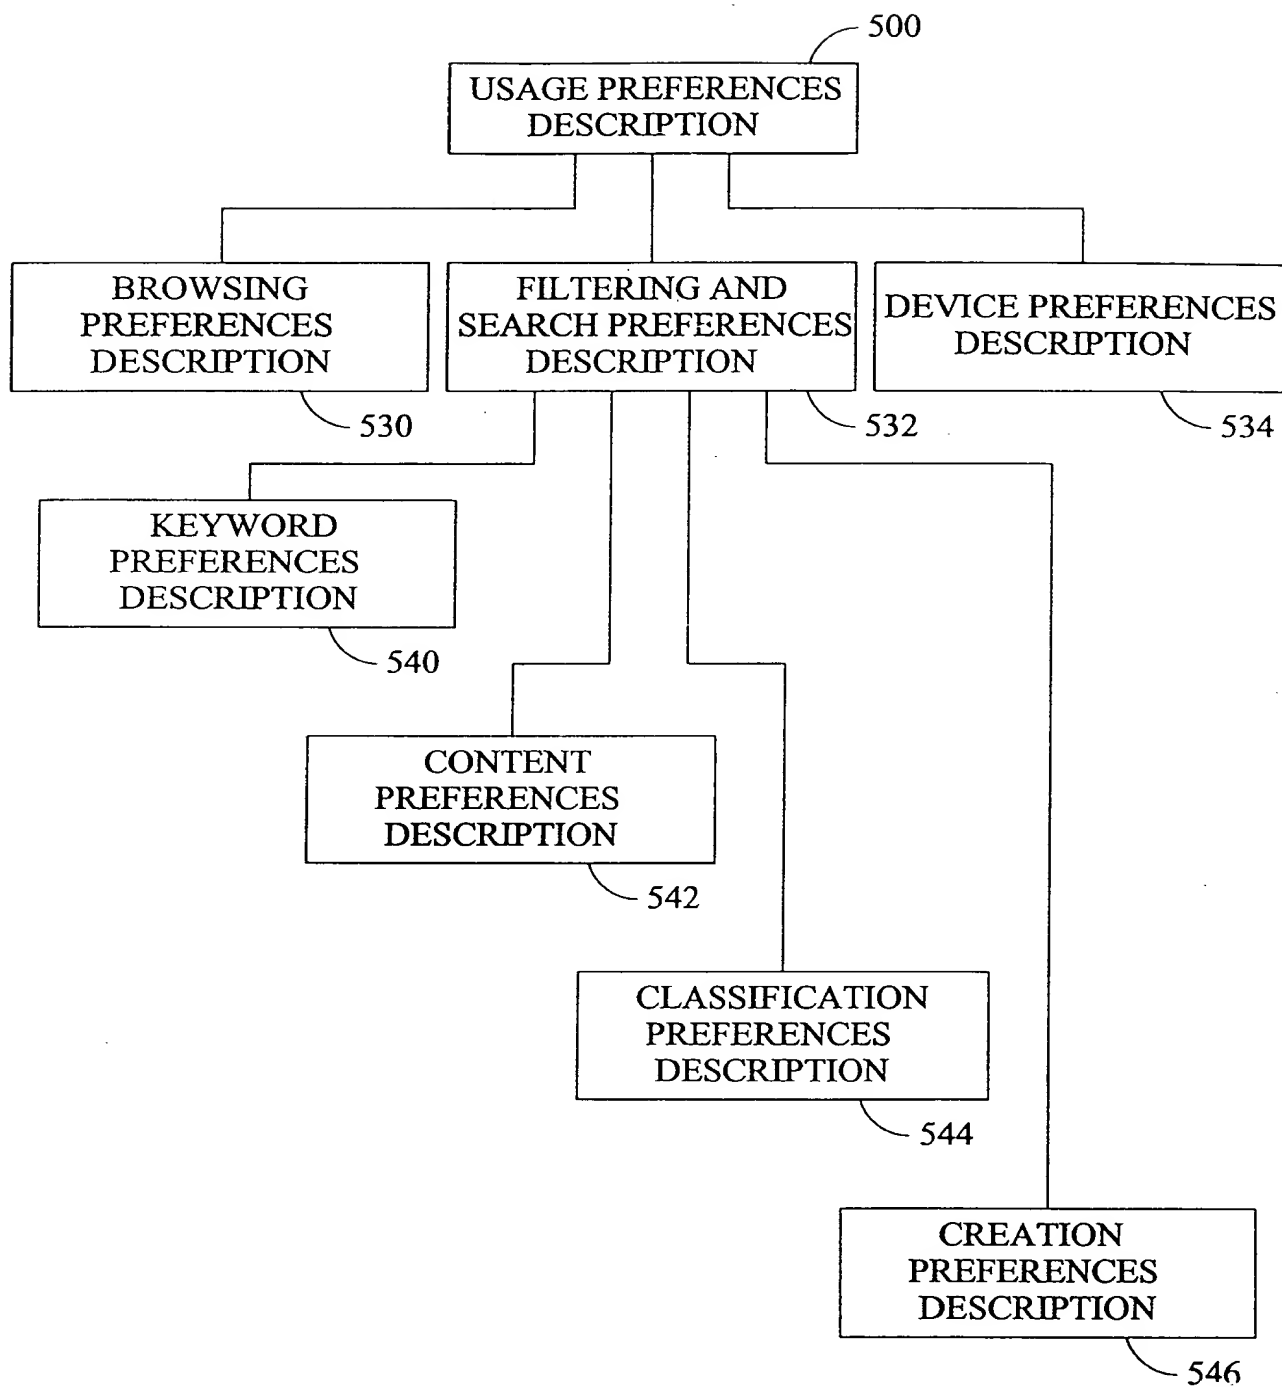 500
USAGE PREFERENCES
DESCRIPTION
BROWSING
PREFERENCES
DESCRIPTION
530
FILTERING AND
SEARCH PREFERENCES
DESCRIPTION
532
DEVICE PREFERENCES
DESCRIPTION
534
KEYWORD
PREFERENCES
DESCRIPTION
540
CONTENT
PREFERENCES
DESCRIPTION
542
CLASSIFICATION
PREFERENCES
DESCRIPTION
544
CREATION
PREFERENCES
DESCRIPTION
546